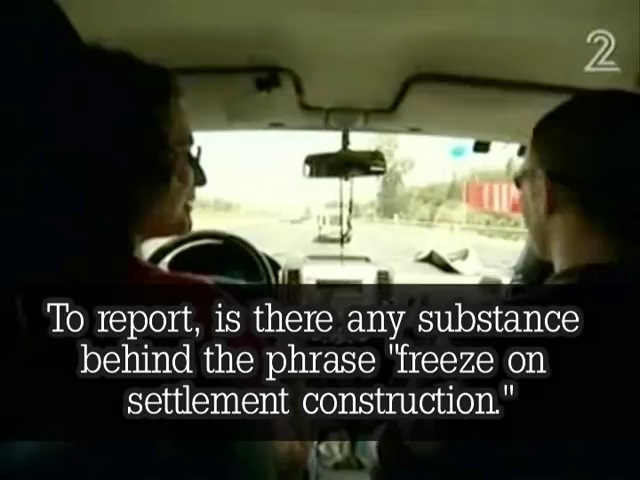 2
To report, is there any substance
behind the phrase "freeze on
settlement construction."